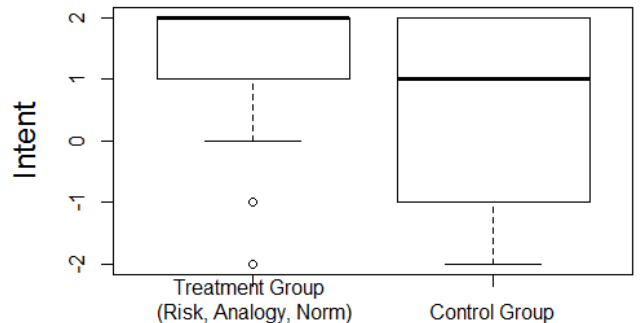 Intent
2
1
0
-1
-2
Treatment Group
(Risk, Analogy, Norm)
Control Group